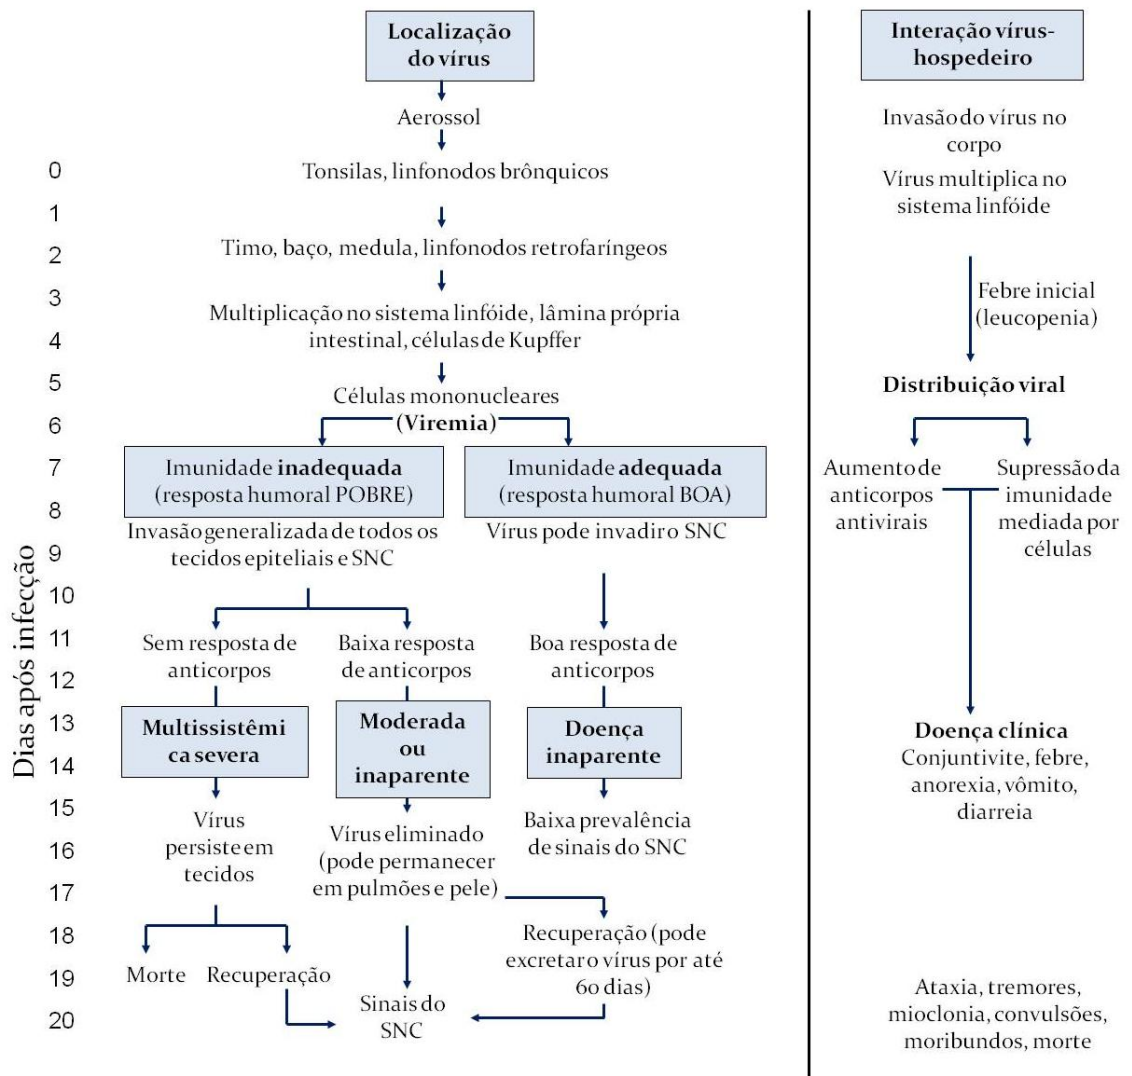 Localização
do vírus
Aerossol
Tonsilas, linfonodos brônquicos
Timo, baço, medula, linfonodos retrofaríngeos
Multiplicação no sistema linfóide, lâmina própria
intestinal, células de Kupffer
Células mononucleares
(Viremia)
Imunidade inadequada
(resposta humoral POBRE)
Imunidade adequada
(resposta humoral BOA)
Invasão generalizada de todos os
tecidos epiteliais e SNC
Vírus pode invadir o SNC
Sem resposta de
anticorpos
Baixa resposta
de anticorpos
Boa resposta de
anticorpos
Multissistêmi
ca severa
Moderada
ou
inaparente
Doença
inaparente
Vírus
persiste em
tecidos
Vírus eliminado
(pode permanecer
em pulmões e pele)
Baixa prevalência
de sinais do SNC
Morte
Recuperação
Recuperação (pode
excretar o vírus por até
60 dias)
Sinais do
SNC
Dias após infecção
0
1
2
3
4
5
6
7
8
9
10
11
12
13
14
15
16
17
18
19
20
Interação vírus-
hospedeiro
Invasão do vírus no
corpo
Vírus multiplica no
sistema linfóide
Febre inicial
(leucopenia)
Distribuição viral
Aumento de
anticorpos
antivirais
Supressão da
imunidade
mediada por
células
Doença clínica
Conjuntivite, febre,
anorexia, vômito,
diarreia
Ataxia, tremores,
mioclonia, convulsões,
moribundos, morte